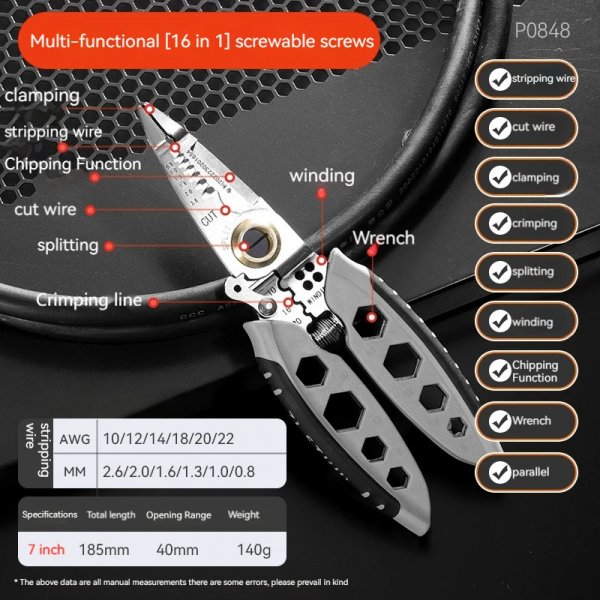 Multi-functional [16 in 1] screwable screws
P0848
clamping
stripping wire
Chipping Function
cut wire
splitting
Crimping line
winding
Wrench
CUT
WIND
stripping wire
cut wire
clamping
crimping
splitting
winding
Chipping
Function
Wrench
parallel
stripping
wire
AWG 10/12/14/18/20/22
MM 2.6/2.0/1.6/1.3/1.0/0.8
Specifications Total length Opening Range Weight
7 inch 185mm 40mm 140g
* The above data are all manual measurements there are some errors, please prevail in kind